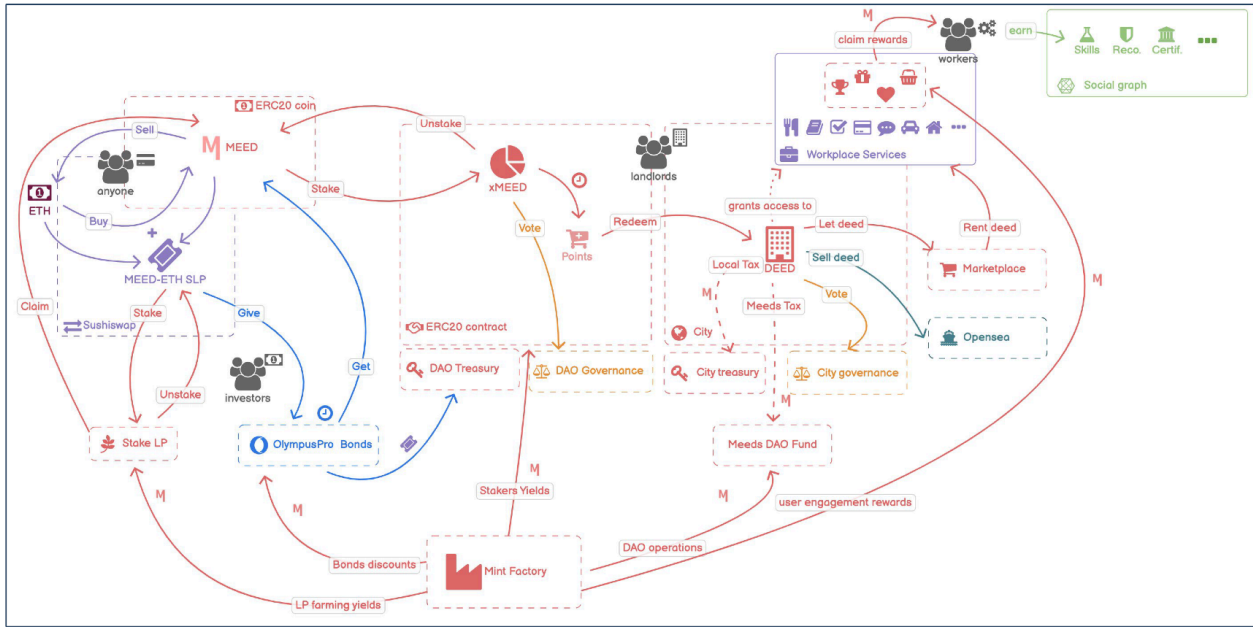 claim rewards
workers
earn
Skills
Reco.
Certif.
Social graph
ERC20 coin
MEED
Sell
anyone
ETH
Buy
MEED-ETH SLP
Sushiswap
Unstake
Stake
xMEED
landlords
Workplace Services
grants access to
Vote
Points
Redeem
Let deed
Rent deed
Local Tax
DEED
Sell deed
Marketplace
Meeds Tax
Vote
Claim
Stake
Give
ERC20 contract
City
Opensea
Get
DAO Treasury
DAO Governance
City treasury
City governance
investors
Unstake
Stake LP
OlympusPro Bonds
Meeds DAO Fund
Stakers Yields
user engagement rewards
DAO operations
Bonds discounts
Mint Factory
LP farming yields